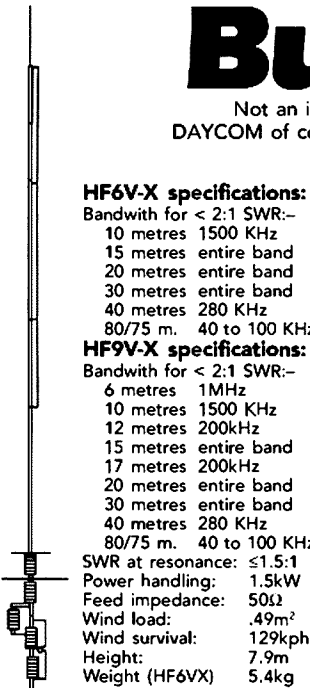 Bu
Not an i
DAYCOM of co
HF6V-X specifications:
Bandwith for < 2:1 SWR:–
10 metres 1500 KHz
15 metres entire band
20 metres entire band
30 metres entire band
40 metres 280 KHz
80/75 m. 40 to 100 KHz
HF9V-X specifications:
Bandwith for < 2:1 SWR:–
6 metres 1MHz
10 metres 1500 KHz
12 metres 200kHz
15 metres entire band
17 metres 200kHz
20 metres entire band
30 metres entire band
40 metres 280 KHz
80/75 m. 40 to 100 KHz
SWR at resonance: ≤1.5:1
Power handling: 1.5kW
Feed impedance: 50Ω
Wind load: .49m²
Wind survival: 129kph
Height: 7.9m
Weight (HF6VX) 5.4kg